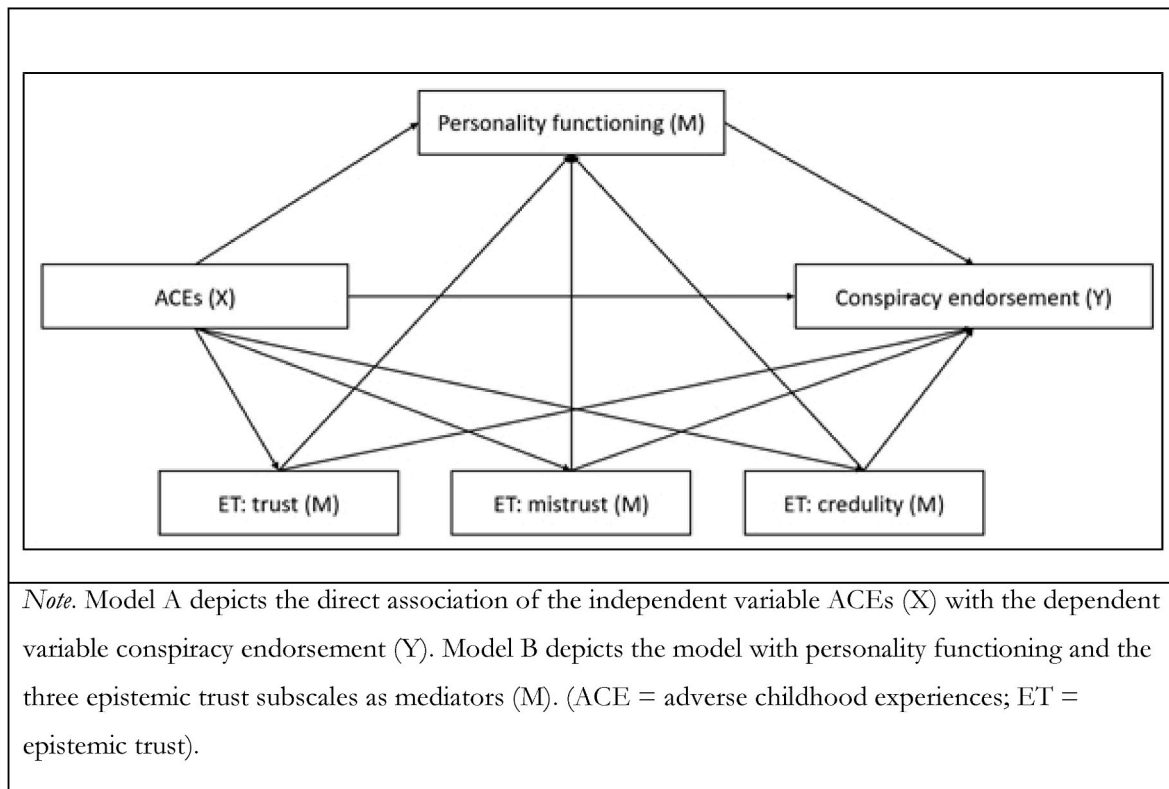 Personality functioning (M)
ACEs (X)
Conspiracy endorsement (Y)
ET: trust (M)
ET: mistrust (M)
ET: credulity (M)
Note. Model A depicts the direct association of the independent variable ACEs (X) with the dependent
variable conspiracy endorsement (Y). Model B depicts the model with personality functioning and the
three epistemic trust subscales as mediators (M). (ACE = adverse childhood experiences; ET =
epistemic trust).